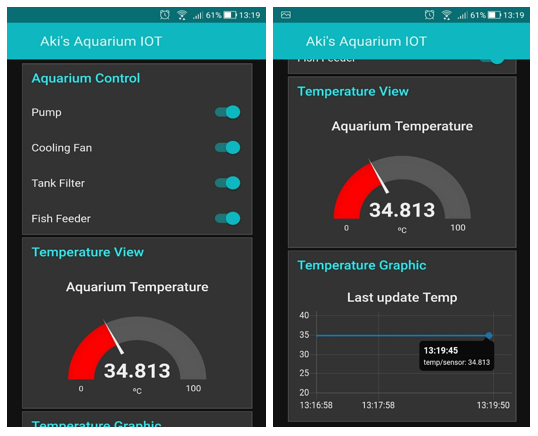 61% 13:19
Aki's Aquarium IOT
Aquarium Control
Pump
Cooling Fan
Tank Filter
Fish Feeder
Temperature View
Aquarium Temperature
34.813
0 ºC 100
Temperature Graphic
61% 13:19
Aki's Aquarium IOT
Fish Feeder
Temperature View
Aquarium Temperature
34.813
0 ºC 100
Temperature Graphic
Last update Temp
40
35
30
25
20
13:19:45
temp/sensor: 34.813
13:16:58 13:17:58 13:19:50